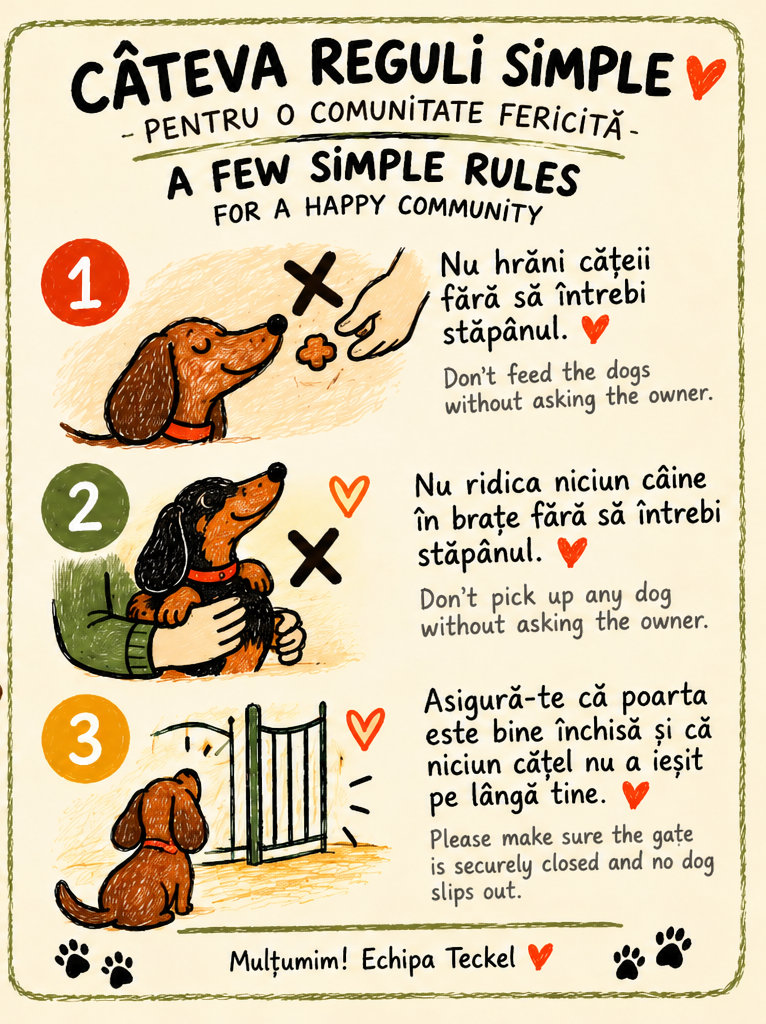 CÂTEVA REGULI SIMPLE
- PENTRU O COMUNITATE FERICITĂ -
A FEW SIMPLE RULES
FOR A HAPPY COMMUNITY
1
Nu hrăni cățeii
fără să întrebi
stăpânul.
Don't feed the dogs
without asking the owner.
2
Nu ridica niciun câine
în brațe fără să întrebi
stăpânul.
Don't pick up any dog
without asking the owner.
3
Asigură-te că poarta
este bine închisă și că
niciun cățel nu a ieșit
pe lângă tine.
Please make sure the gate
is securely closed and no dog
slips out.
Mulțumim! Echipa Teckel